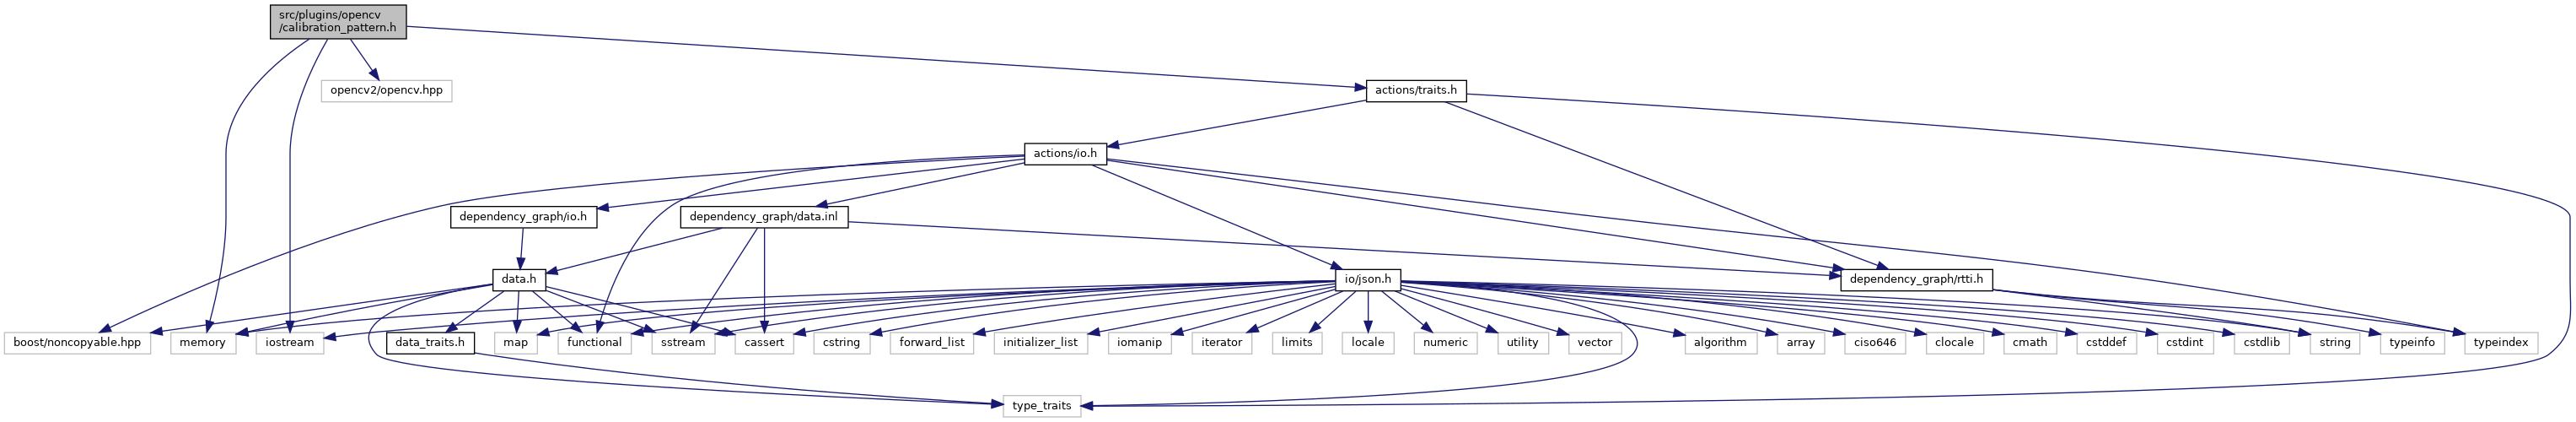 src/plugins/opencv
/calibration_pattern.h
opencv2/opencv.hpp
actions/traits.h
actions/io.h
dependency_graph/io.h
dependency_graph/data.inl
data.h
io/json.h
dependency_graph/rtti.h
boost/noncopyable.hpp
memory
iostream
data_traits.h
map
functional
sstream
cassert
cstring
forward_list
initializer_list
iomanip
iterator
limits
locale
numeric
utility
vector
algorithm
array
ciso646
clocale
cmath
cstddef
cstdint
cstdlib
string
typeinfo
typeindex
type_traits